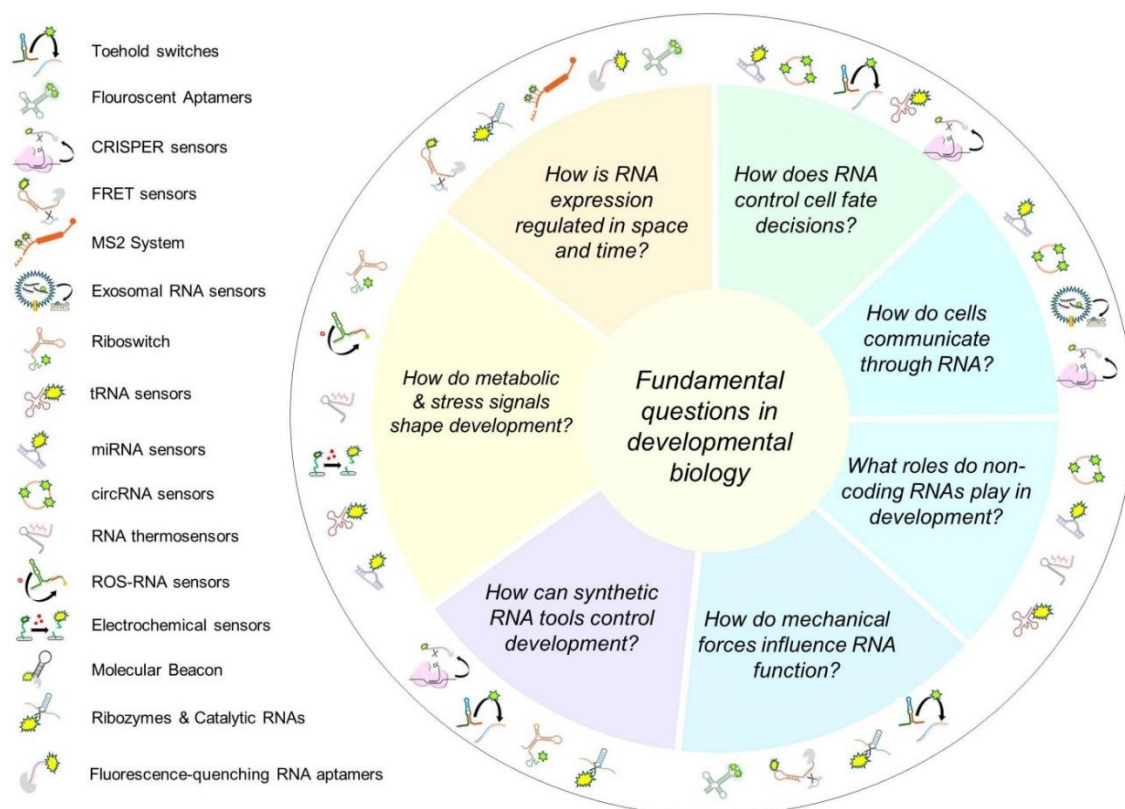 Toehold switches
Flouroscent Aptamers
CRISPER sensors
FRET sensors
MS2 System
Exosomal RNA sensors
Riboswitch
tRNA sensors
miRNA sensors
circRNA sensors
RNA thermosensors
ROS-RNA sensors
Electrochemical sensors
Molecular Beacon
Ribozymes & Catalytic RNAs
Fluorescence-quenching RNA aptamers
How is RNA
expression
regulated in space
and time?
How does RNA
control cell fate
decisions?
How do cells
communicate
through RNA?
What roles do non-
coding RNAs play in
development?
How do mechanical
forces influence RNA
function?
How can synthetic
RNA tools control
development?
How do metabolic
& stress signals
shape development?
Fundamental
questions in
developmental
biology